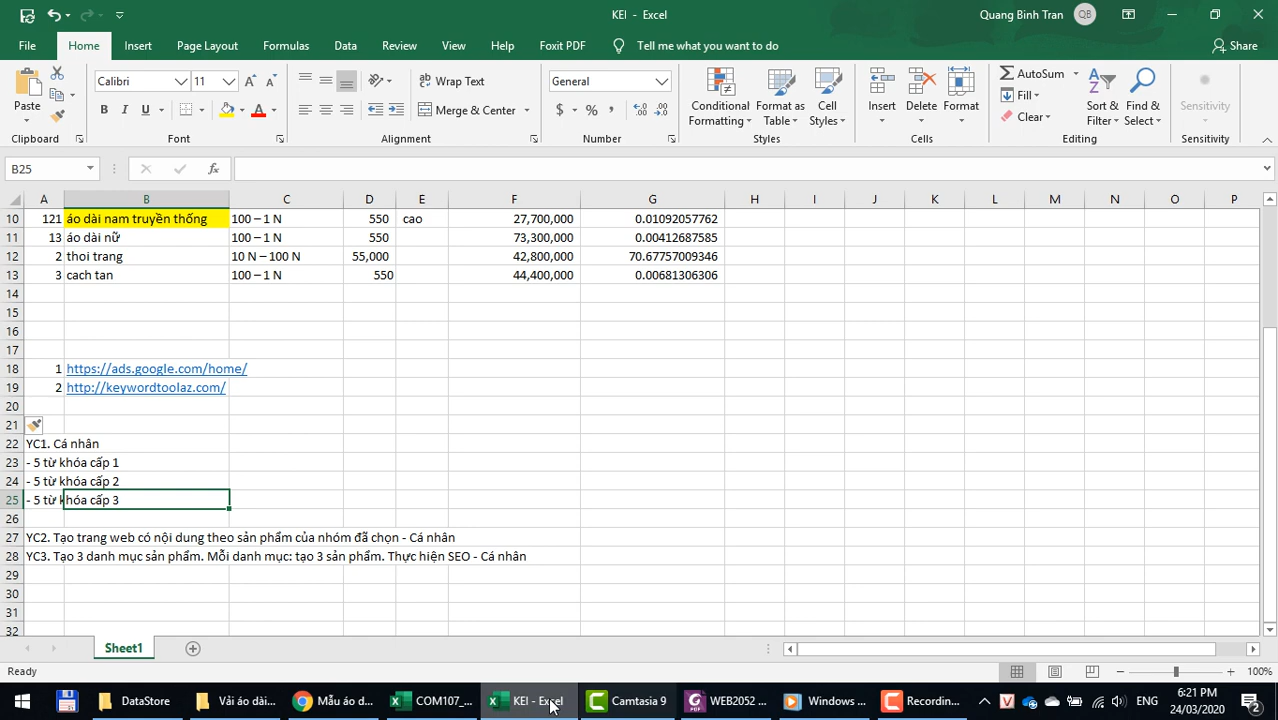 KEI - Excel
Quang Binh Tran QB
File Home Insert Page Layout Formulas Data Review View Help Foxit PDF Tell me what you want to do Share
Paste
Calibri 11 A A
B I U A
Wrap Text
Merge & Center
General
$ % ,
Conditional Formatting
Format as Table
Cell Styles
Insert Delete Format
AutoSum
Fill
Clear
Sort & Filter
Find & Select
Sensitivity
Clipboard Font Alignment Number Styles Cells Editing Sensitivity
B25 fx
A B C D E F G H I J K L M N O P
10 121 áo dài nam truyền thống 100 – 1 N 550 cao 27,700,000 0.01092057762
11 13 áo dài nữ 100 – 1 N 550 73,300,000 0.00412687585
12 2 thoi trang 10 N – 100 N 55,000 42,800,000 70.67757009346
13 3 cach tan 100 – 1 N 550 44,400,000 0.00681306306
14
15
16
17
18 1 https://ads.google.com/home/
19 2 http://keywordtoolaz.com/
20
21
22 YC1. Cá nhân
23 - 5 từ khóa cấp 1
24 - 5 từ khóa cấp 2
25 - 5 từ khóa cấp 3
26
27 YC2. Tạo trang web có nội dung theo sản phẩm của nhóm đã chọn - Cá nhân
28 YC3. Tạo 3 danh mục sản phẩm. Mỗi danh mục: tạo 3 sản phẩm. Thực hiện SEO - Cá nhân
29
30
31
32
Sheet1
Ready 100%
DataStore Vải áo dài... Mẫu áo d... COM107_... KEI - Excel Camtasia 9 WEB2052 ... Windows ... Recordin... ENG 6:21 PM
24/03/2020 2